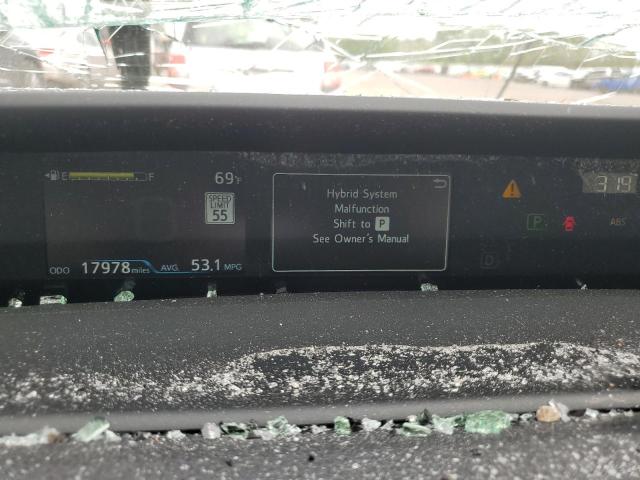 E F
69°F
SPEED
LIMIT
55
ODO 17978 miles AVG. 53.1 MPG
Hybrid System
Malfunction
Shift to P
See Owner's Manual
3:19
P
ABS
D